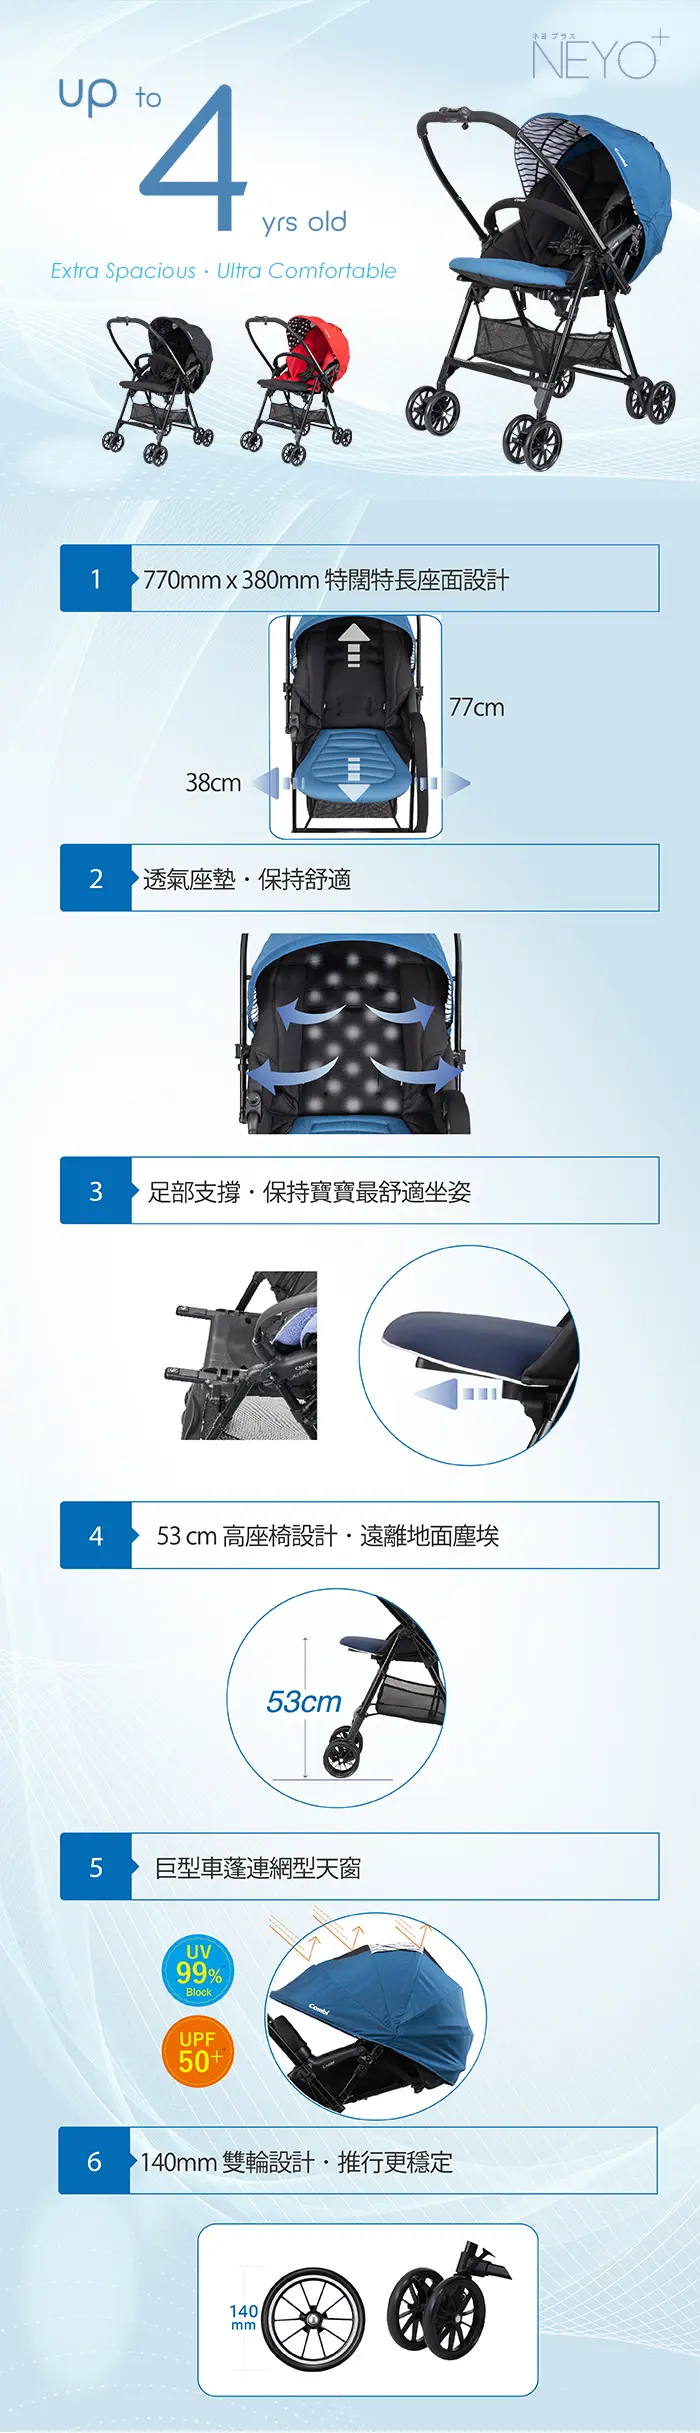 ネヨ プラス
NEYO+
up to
4
yrs old
Extra Spacious · Ultra Comfortable
1
770mm x 380mm 特闊特長座面設計
77cm
38cm
2
透氣座墊 · 保持舒適
3
足部支撐 · 保持寶寶最舒適坐姿
4
53 cm 高座椅設計 · 遠離地面塵埃
53cm
5
巨型車蓬連網型天窗
UV
99%
Block
Combi
UPF
50+
6
140mm 雙輪設計 · 推行更穩定
140
mm